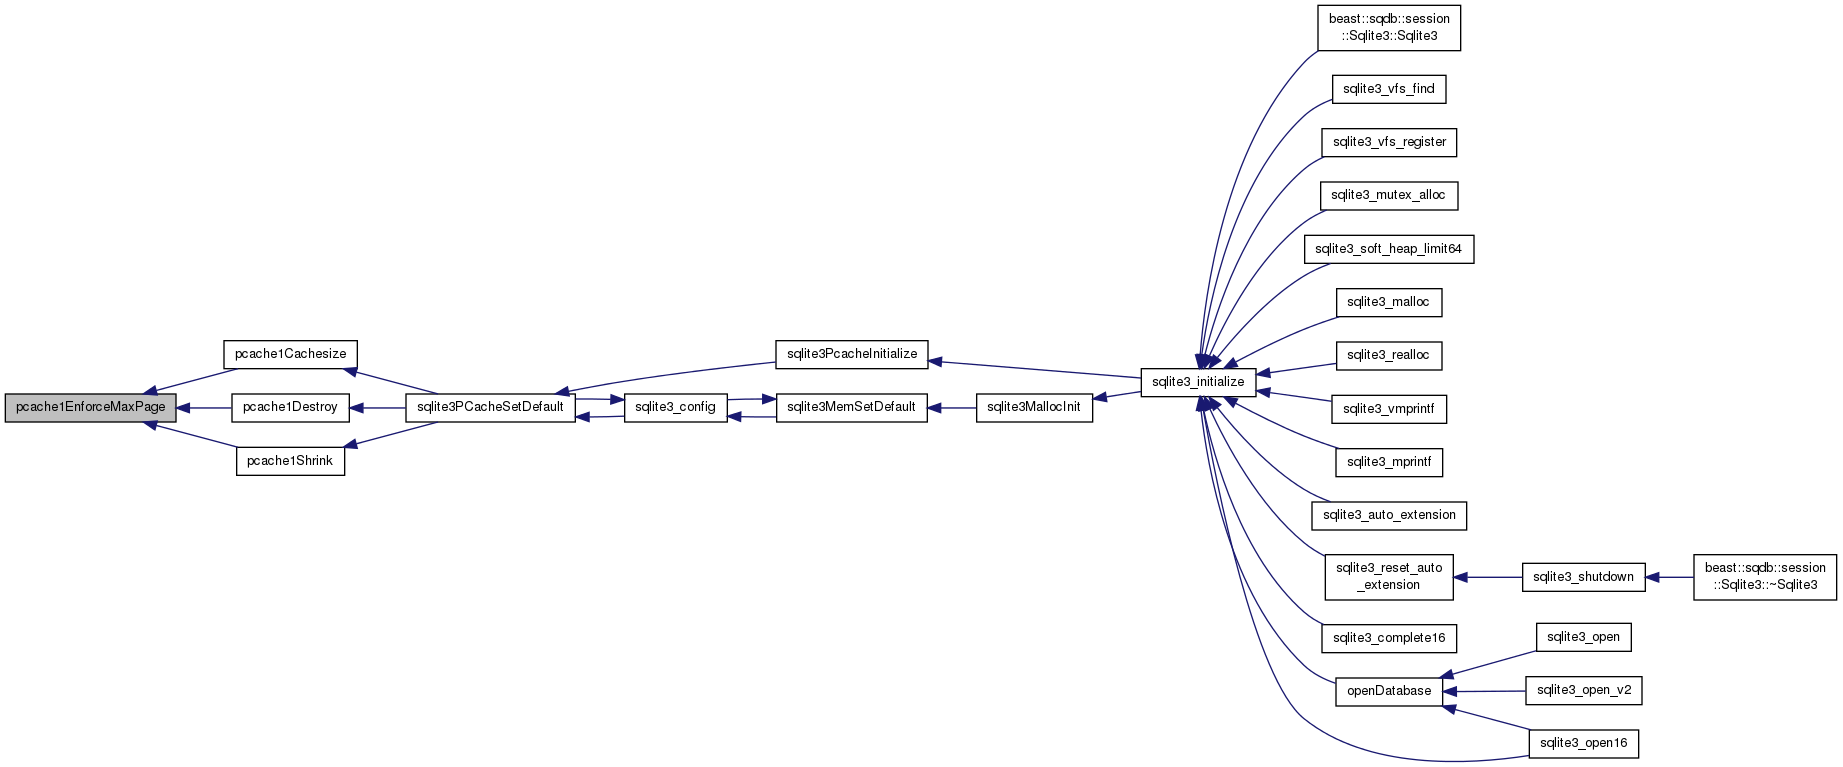 beast::sqdb::session
::Sqlite3::Sqlite3
sqlite3_vfs_find
sqlite3_vfs_register
sqlite3_mutex_alloc
sqlite3_soft_heap_limit64
sqlite3_malloc
pcache1Cachesize
sqlite3PcacheInitialize
sqlite3_realloc
sqlite3_initialize
pcache1EnforceMaxPage
pcache1Destroy
sqlite3PCacheSetDefault
sqlite3_config
sqlite3MemSetDefault
sqlite3MallocInit
sqlite3_vmprintf
pcache1Shrink
sqlite3_mprintf
sqlite3_auto_extension
sqlite3_reset_auto
_extension
sqlite3_shutdown
beast::sqdb::session
::Sqlite3::~Sqlite3
sqlite3_complete16
sqlite3_open
openDatabase
sqlite3_open_v2
sqlite3_open16